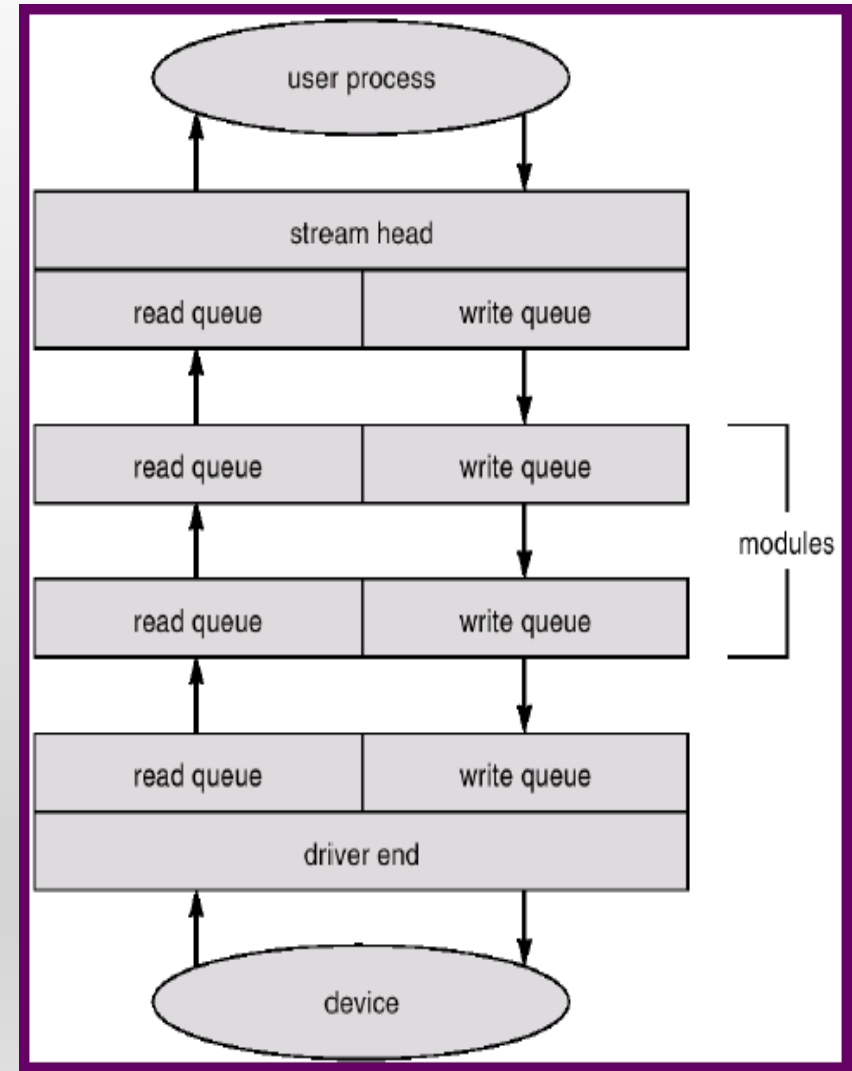 user process
stream head
read queue write queue
read queue write queue
modules
read queue write queue
read queue write queue
driver end
device